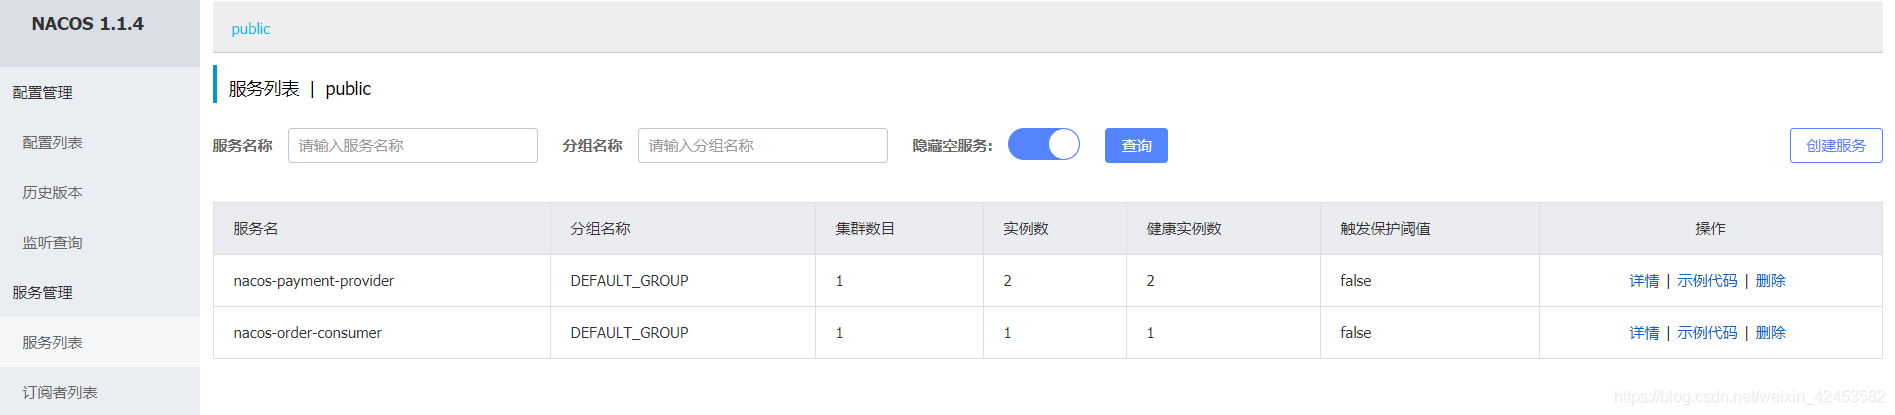 NACOS 1.1.4
配置管理
配置列表
历史版本
监听查询
服务管理
服务列表
订阅者列表
public
服务列表 | public
服务名称 请输入服务名称 分组名称 请输入分组名称 隐藏空服务: 查询 创建服务
服务名 分组名称 集群数目 实例数 健康实例数 触发保护阈值 操作
nacos-payment-provider DEFAULT_GROUP 1 2 2 false 详情 | 示例代码 | 删除
nacos-order-consumer DEFAULT_GROUP 1 1 1 false 详情 | 示例代码 | 删除
https://blog.csdn.net/weixin_42453582